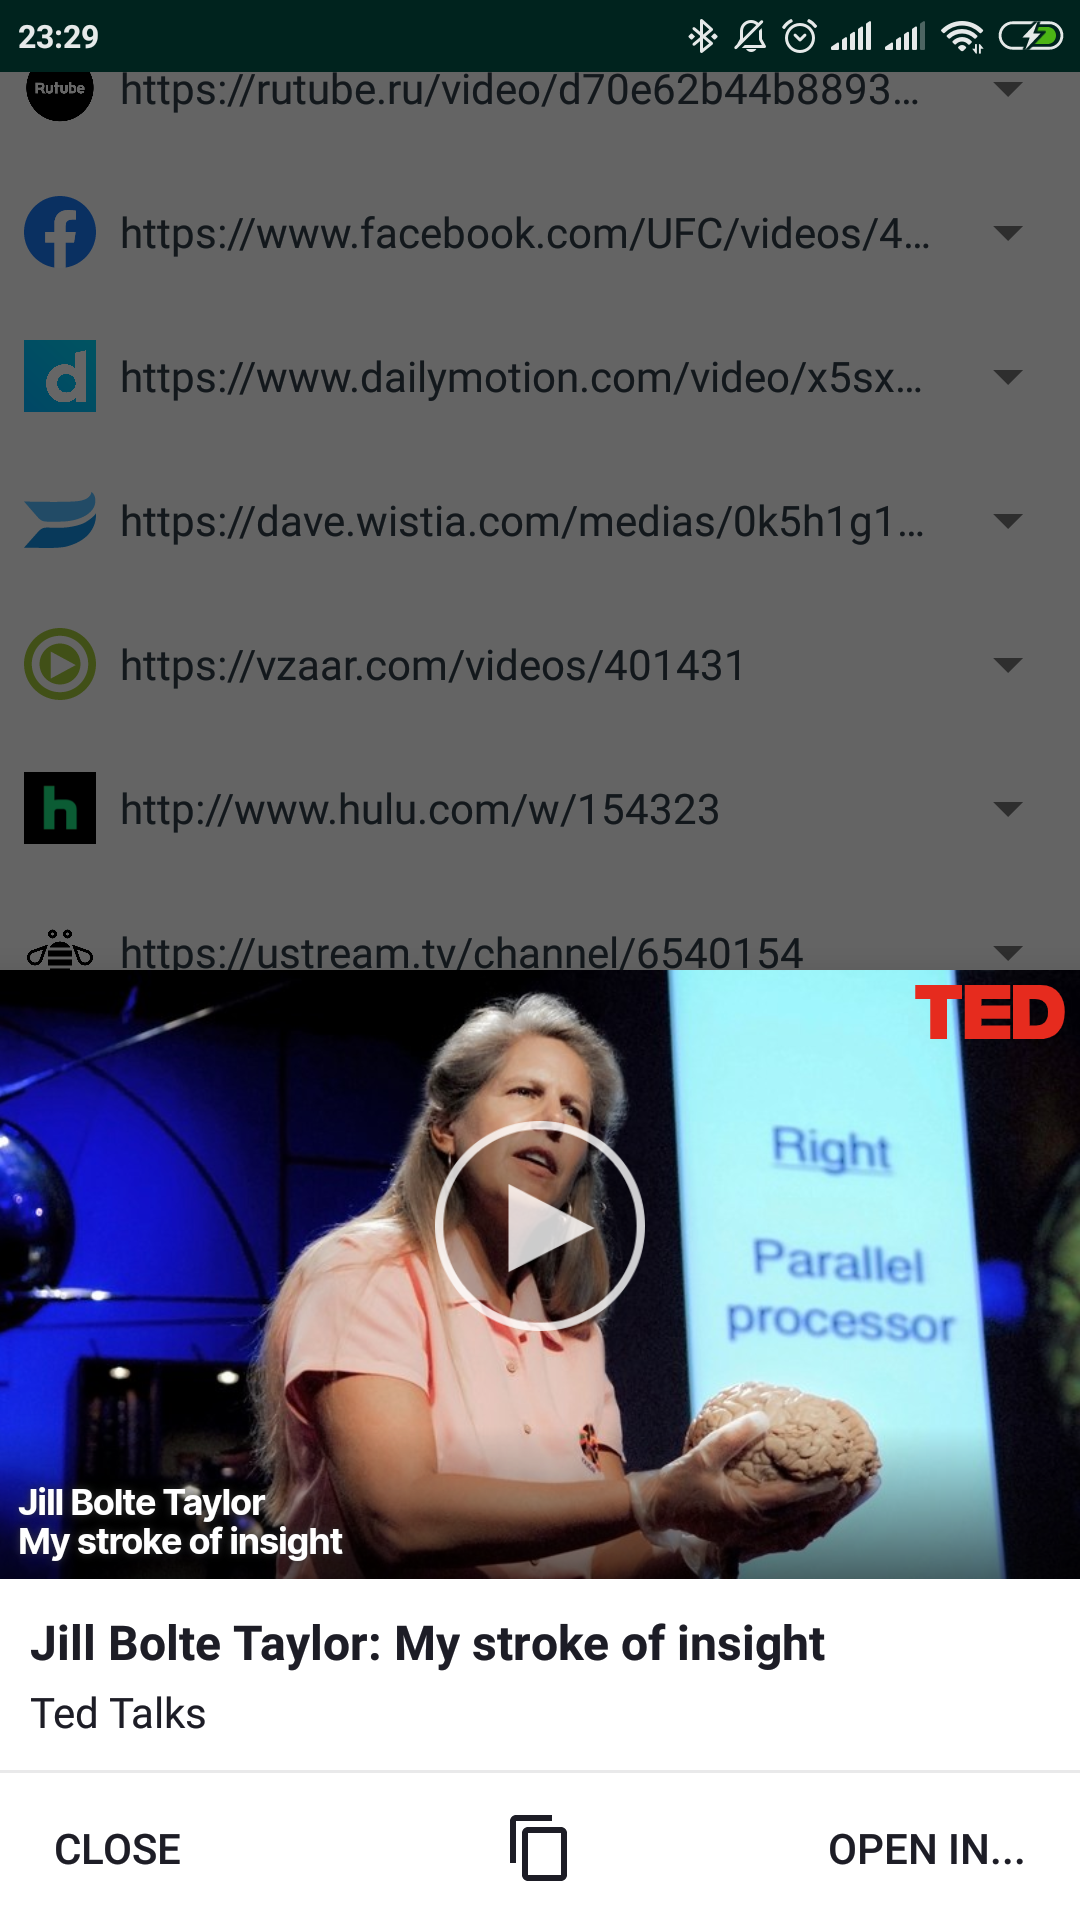 23:29
Rutube
https://rutube.ru/video/d70e62b44b8893...
https://www.facebook.com/UFC/videos/4...
https://www.dailymotion.com/video/x5sx...
https://dave.wistia.com/medias/0k5h1g1...
https://vzaar.com/videos/401431
http://www.hulu.com/w/154323
https://ustream.tv/channel/6540154
TED
Right
Parallel
processor
Jill Bolte Taylor
My stroke of insight
Jill Bolte Taylor: My stroke of insight
Ted Talks
CLOSE
OPEN IN...